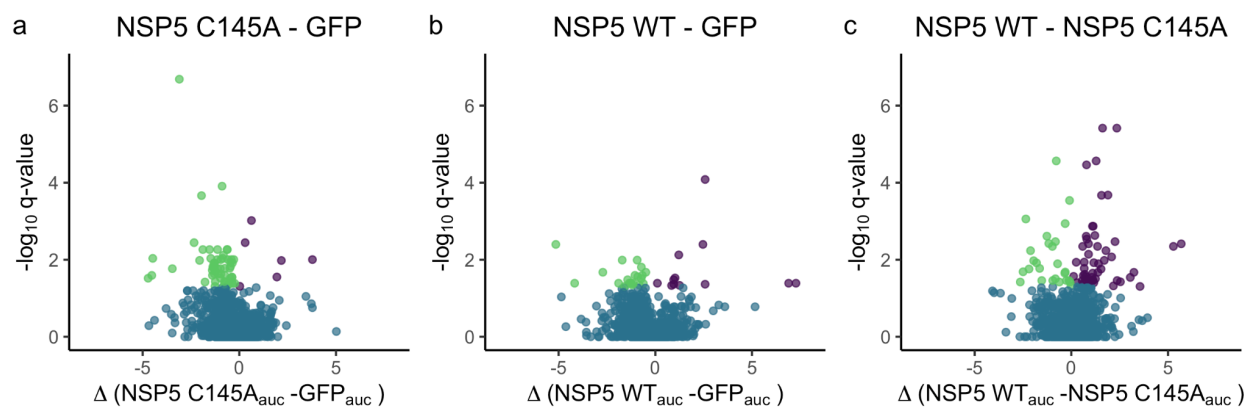 a
NSP5 C145A - GFP
-log10 q-value
6
4
2
0
-5
0
5
Δ (NSP5 C145Aauc -GFPauc )
b
NSP5 WT - GFP
-log10 q-value
6
4
2
0
-5
0
5
Δ (NSP5 WTauc -GFPauc )
c
NSP5 WT - NSP5 C145A
-log10 q-value
6
4
2
0
-5
0
5
Δ (NSP5 WTauc -NSP5 C145Aauc )